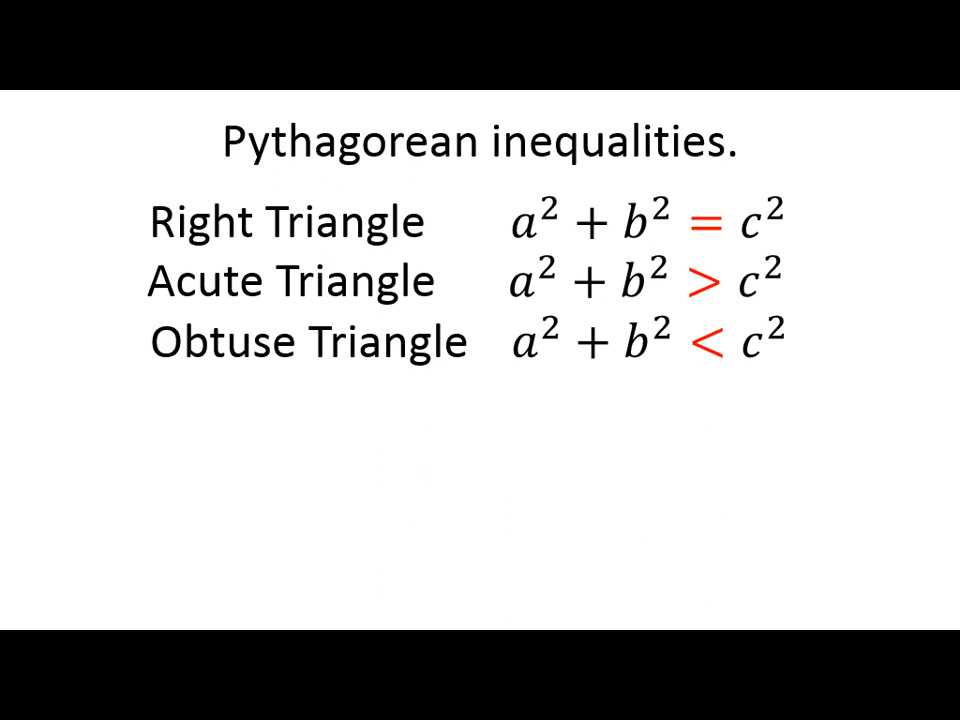 Pythagorean inequalities.
Right Triangle a² + b² = c²
Acute Triangle a² + b² > c²
Obtuse Triangle a² + b² < c²